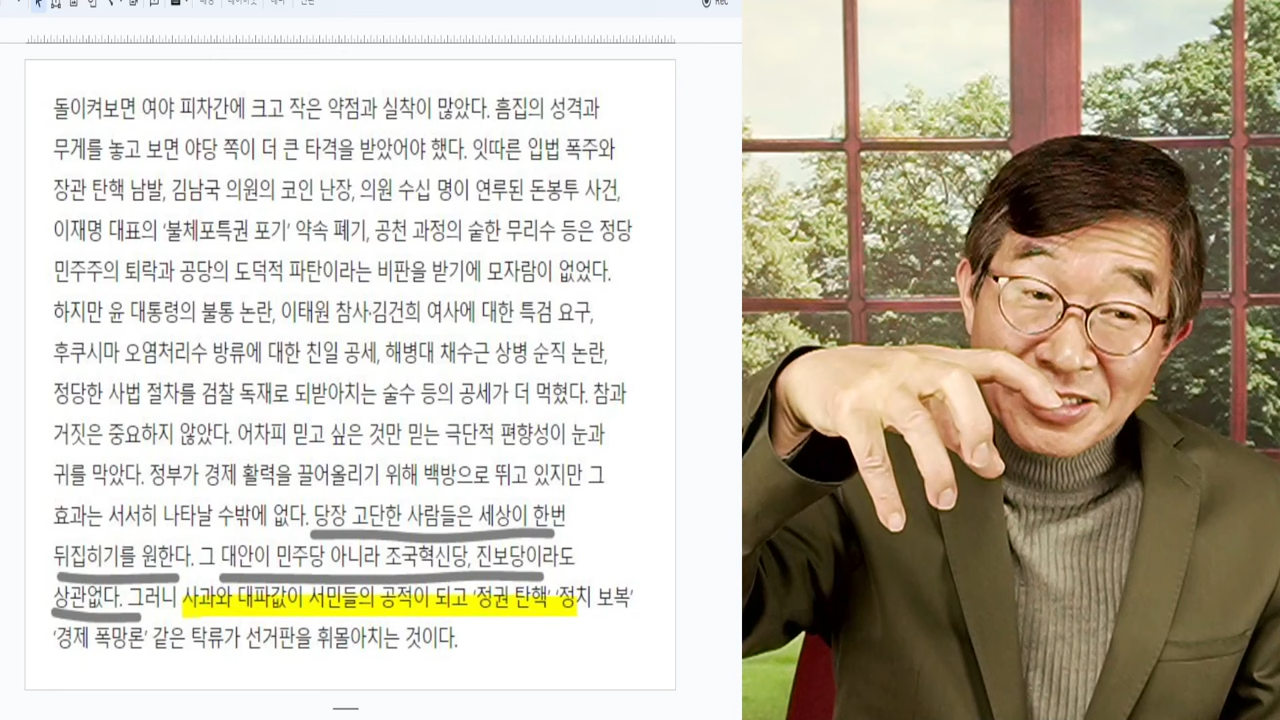 Rec
돌이켜보면 여야 피차간에 크고 작은 약점과 실착이 많았다. 흠집의 성격과
무게를 놓고 보면 야당 쪽이 더 큰 타격을 받았어야 했다. 잇따른 입법 폭주와
장관 탄핵 남발, 김남국 의원의 코인 난장, 의원 수십 명이 연루된 돈봉투 사건,
이재명 대표의 '불체포특권 포기' 약속 폐기, 공천 과정의 숱한 무리수 등은 정당
민주주의 퇴락과 공당의 도덕적 파탄이라는 비판을 받기에 모자람이 없었다.
하지만 윤 대통령의 불통 논란, 이태원 참사·김건희 여사에 대한 특검 요구,
후쿠시마 오염처리수 방류에 대한 친일 공세, 해병대 채수근 상병 순직 논란,
정당한 사법 절차를 검찰 독재로 되받아치는 술수 등의 공세가 더 먹혔다. 참과
거짓은 중요하지 않았다. 어차피 믿고 싶은 것만 믿는 극단적 편향성이 눈과
귀를 막았다. 정부가 경제 활력을 끌어올리기 위해 백방으로 뛰고 있지만 그
효과는 서서히 나타날 수밖에 없다. 당장 고단한 사람들은 세상이 한번
뒤집히기를 원한다. 그 대안이 민주당 아니라 조국혁신당, 진보당이라도
상관없다. 그러니 사과와 대파값이 서민들의 공적이 되고 '정권 탄핵' '정치 보복'
'경제 폭망론' 같은 탁류가 선거판을 휘몰아치는 것이다.